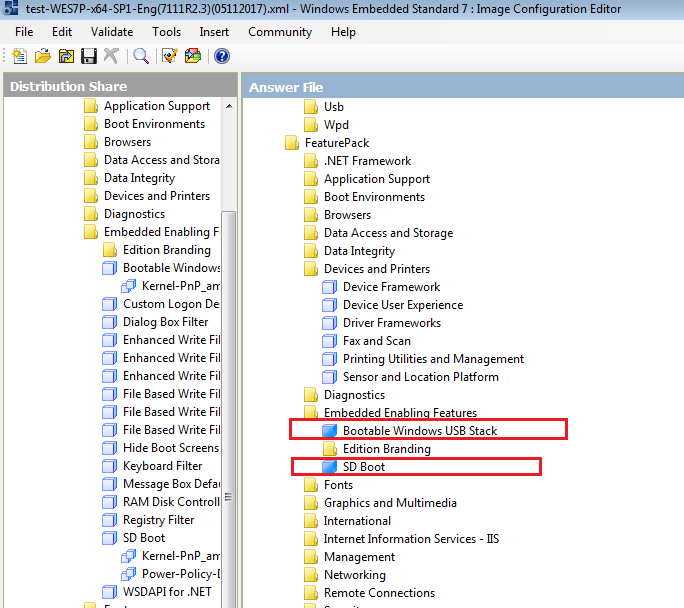 test-WES7P-x64-SP1-Eng(7111R2.3)(05112017).xml - Windows Embedded Standard 7 : Image Configuration Editor
File Edit Validate Tools Insert Community Help
Distribution Share
Application Support
Boot Environments
Browsers
Data Access and Stora
Data Integrity
Devices and Printers
Diagnostics
Embedded Enabling F
Edition Branding
Bootable Windows
Kernel-PnP_am
Custom Logon De
Dialog Box Filter
Enhanced Write Fil
Enhanced Write Fil
Enhanced Write Fil
File Based Write Fil
File Based Write Fil
File Based Write Fil
Hide Boot Screens
Keyboard Filter
Message Box Defau
RAM Disk Controll
Registry Filter
SD Boot
Kernel-PnP_am
Power-Policy-D
WSDAPI for .NET
Answer File
Usb
Wpd
FeaturePack
.NET Framework
Application Support
Boot Environments
Browsers
Data Access and Storage
Data Integrity
Devices and Printers
Device Framework
Device User Experience
Driver Frameworks
Fax and Scan
Printing Utilities and Management
Sensor and Location Platform
Diagnostics
Embedded Enabling Features
Bootable Windows USB Stack
Edition Branding
SD Boot
Fonts
Graphics and Multimedia
International
Internet Information Services - IIS
Management
Networking
Remote Connections